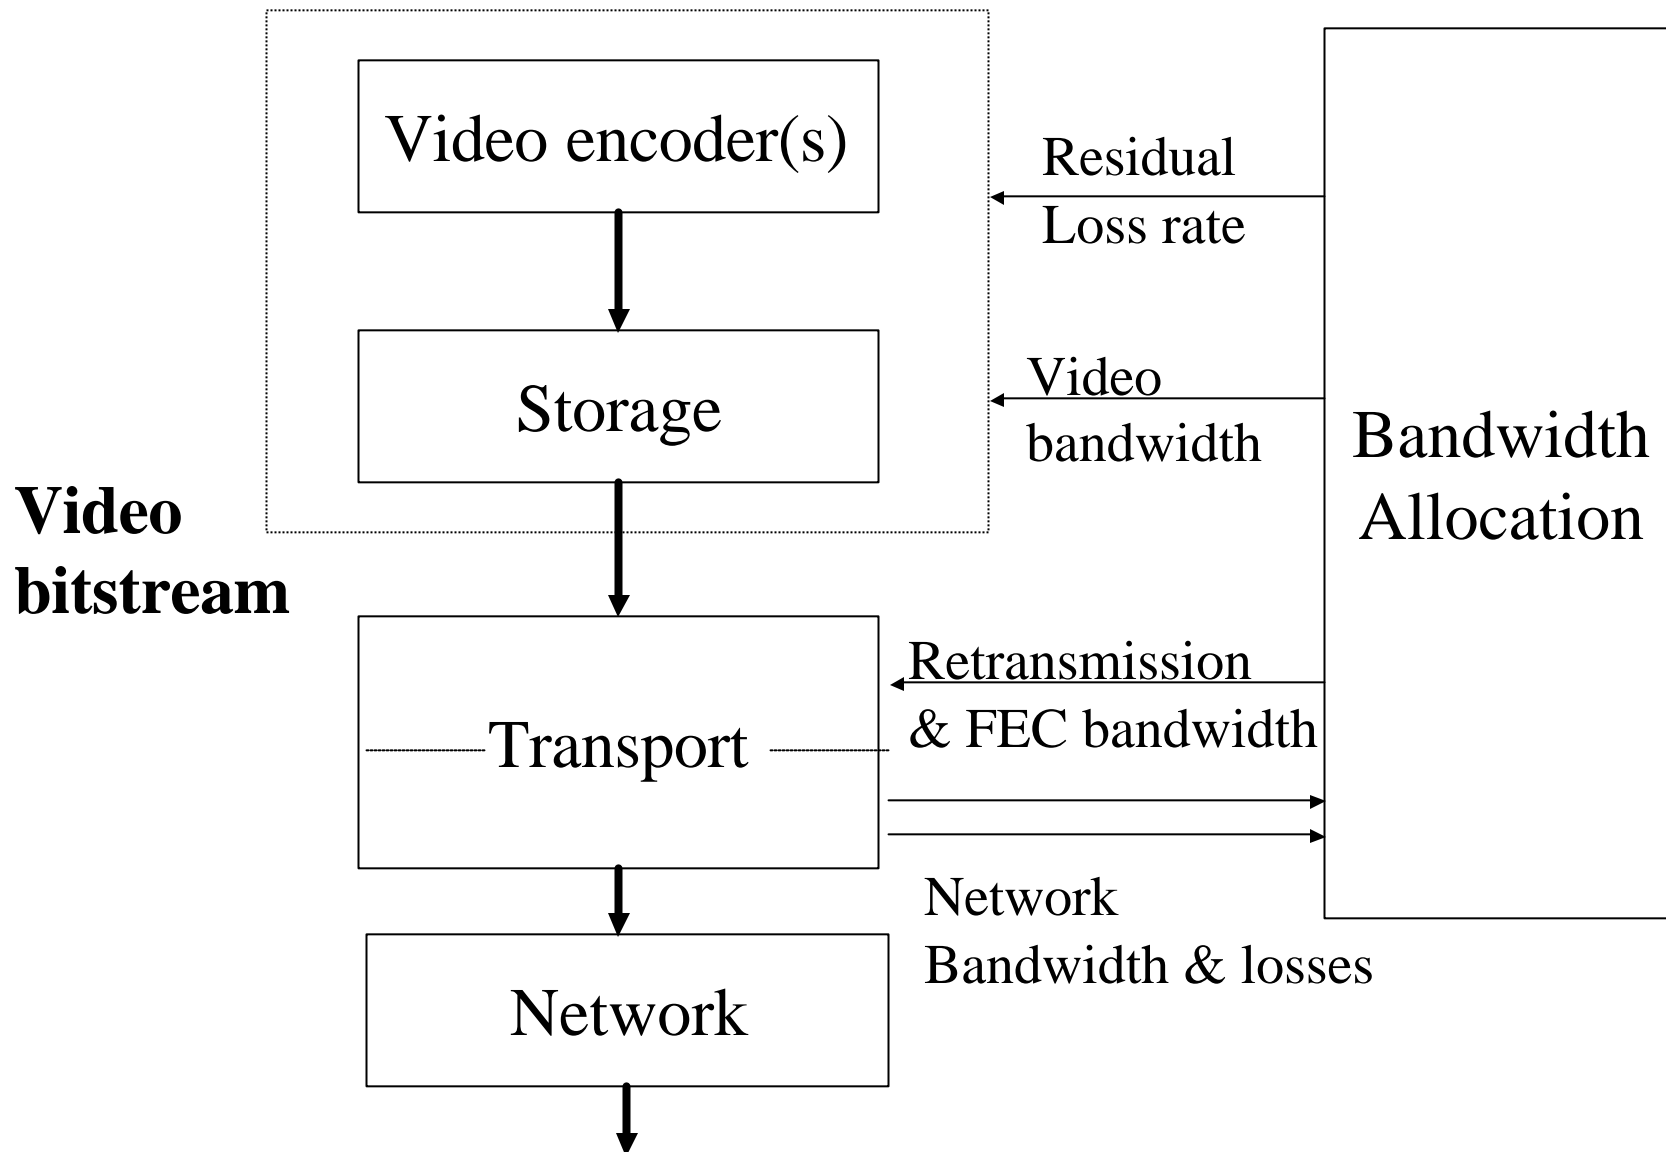 Video encoder(s)
Residual
Loss rate
Storage
Video
bandwidth
Bandwidth
Allocation
Video
bitstream
Retransmission
& FEC bandwidth
Transport
Network
Bandwidth & losses
Network